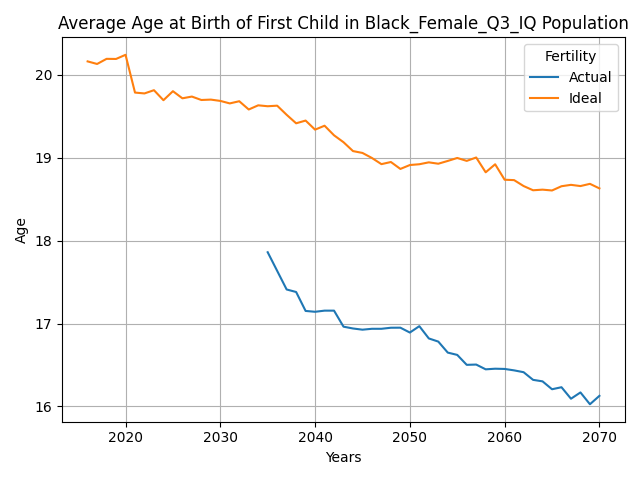 Average Age at Birth of First Child in Black_Female_Q3_IQ Population
Fertility
Actual
Ideal
Age
20
19
18
17
16
2020 2030 2040 2050 2060 2070
Years